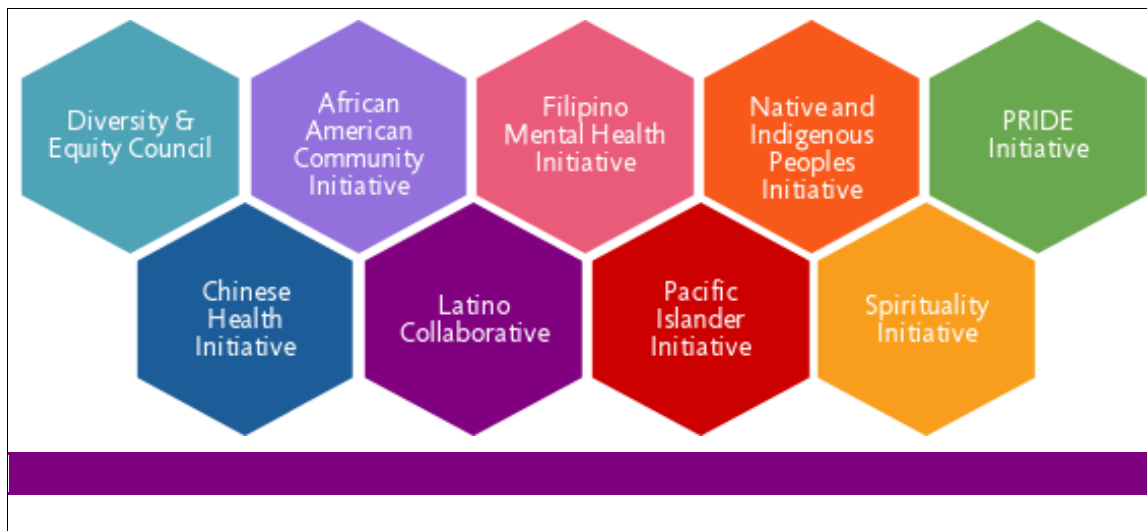 Diversity &
Equity Council
African
American
Community
Initiative
Filipino
Mental Health
Initiative
Native and
Indigenous
Peoples
Initiative
PRIDE
Initiative
Chinese
Health
Initiative
Latino
Collaborative
Pacific
Islander
Initiative
Spirituality
Initiative